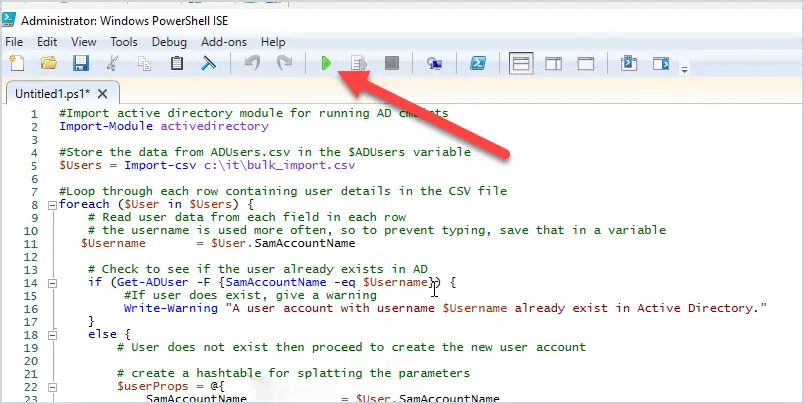 Administrator: Windows PowerShell ISE
File Edit View Tools Debug Add-ons Help
Untitled1.ps1* X
1 #Import active directory module for running AD cmdlets
2 Import-Module activedirectory
3
4 #Store the data from ADUsers.csv in the $ADUsers variable
5 $Users = Import-csv c:\it\bulk_import.csv
6
7 #Loop through each row containing user details in the CSV file
8 foreach ($User in $Users) {
9 # Read user data from each field in each row
10 # the username is used more often, so to prevent typing, save that in a variable
11 $Username = $User.SamAccountName
12
13 # Check to see if the user already exists in AD
14 if (Get-ADUser -F {SamAccountName -eq $Username}) {
15 #If user does exist, give a warning
16 Write-Warning "A user account with username $Username already exist in Active Directory."
17 }
18 else {
19 # User does not exist then proceed to create the new user account
20
21 # create a hashtable for splatting the parameters
22 $userProps = @{
23 SamAccountName = $User.SamAccountName